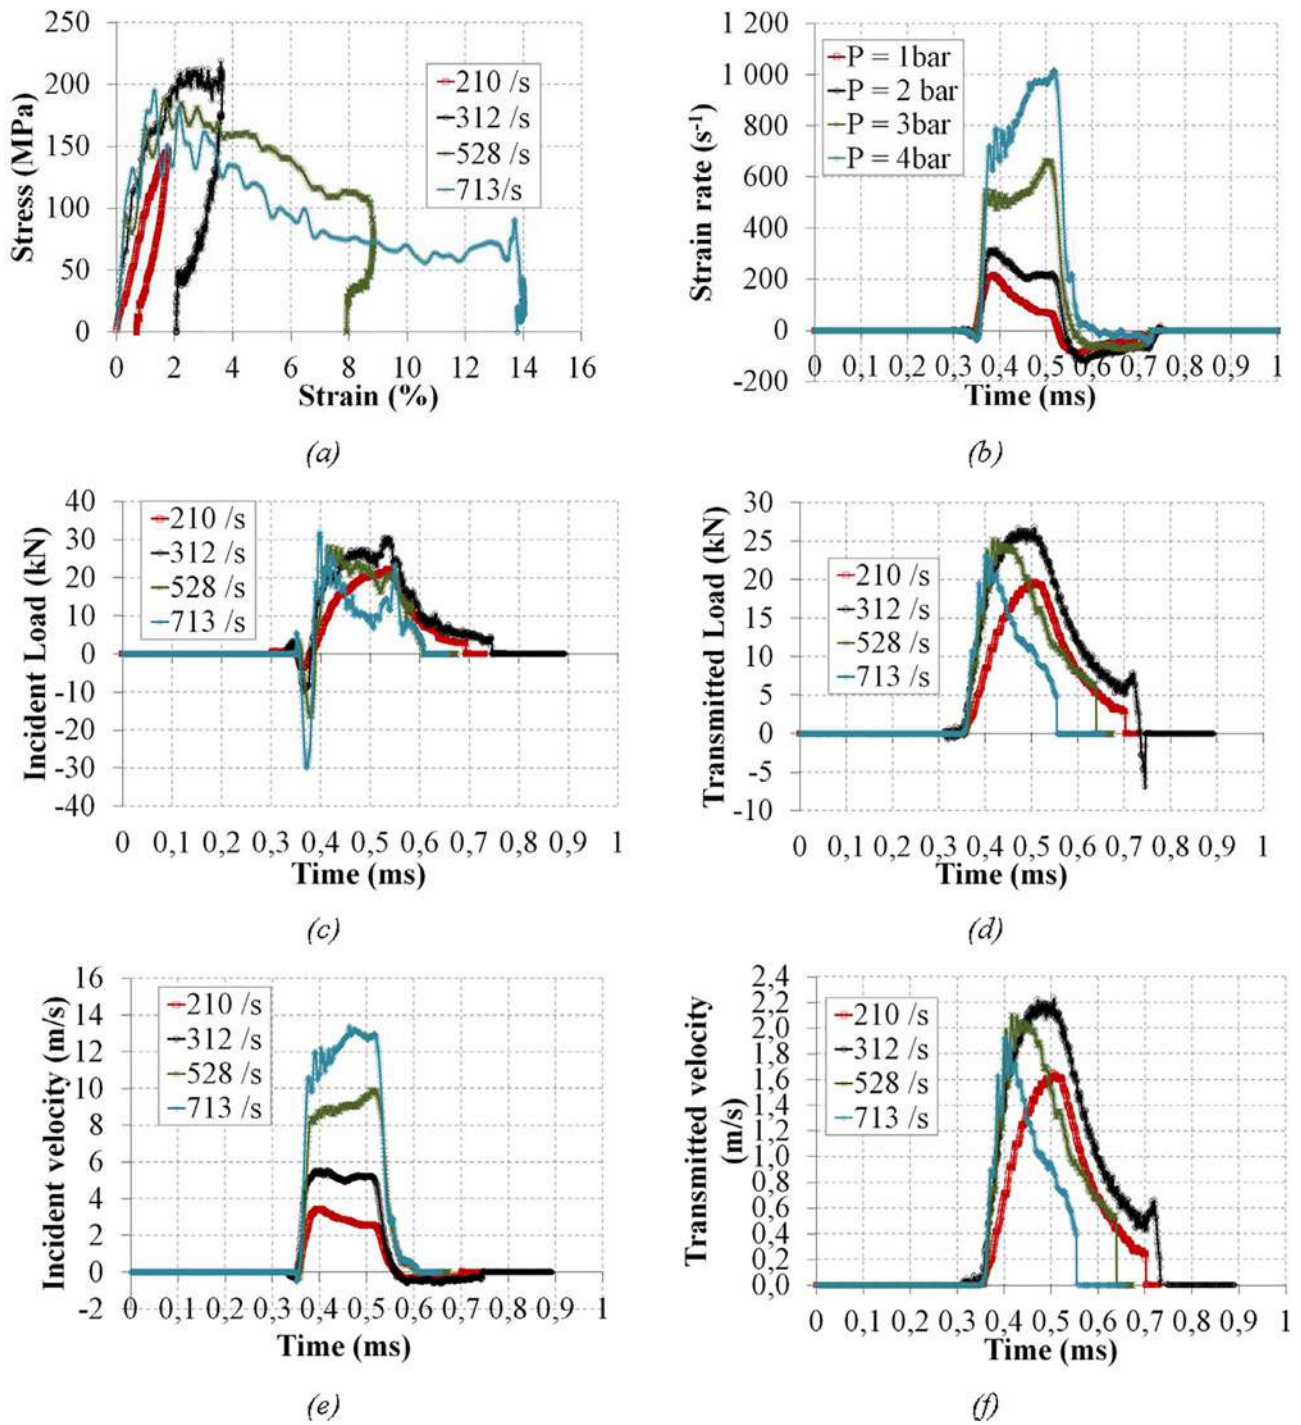 Stress (MPa)
250
200
150
100
50
0
210 /s
312 /s
528 /s
713/s
0 2 4 6 8 10 12 14 16
Strain (%)
(a)
Strain rate (s⁻¹)
1 200
1 000
800
600
400
200
0
-200
P = 1bar
P = 2 bar
P = 3bar
P = 4bar
0 0,1 0,2 0,3 0,4 0,5 0,6 0,7 0,8 0,9 1
Time (ms)
(b)
Incident Load (kN)
40
30
20
10
0
-10
-20
-30
-40
210 /s
312 /s
528 /s
713 /s
0 0,1 0,2 0,3 0,4 0,5 0,6 0,7 0,8 0,9 1
Time (ms)
(c)
Transmitted Load (kN)
30
25
20
15
10
5
0
-5
-10
210 /s
312 /s
528 /s
713 /s
0 0,1 0,2 0,3 0,4 0,5 0,6 0,7 0,8 0,9 1
Time (ms)
(d)
Incident velocity (m/s)
16
14
12
10
8
6
4
2
0
-2
210 /s
312 /s
528 /s
713 /s
0 0,1 0,2 0,3 0,4 0,5 0,6 0,7 0,8 0,9 1
Time (ms)
(e)
Transmitted velocity
(m/s)
2,4
2,2
2,0
1,8
1,6
1,4
1,2
1,0
0,8
0,6
0,4
0,2
0,0
210 /s
312 /s
528 /s
713 /s
0 0,1 0,2 0,3 0,4 0,5 0,6 0,7 0,8 0,9 1
Time (ms)
(f)